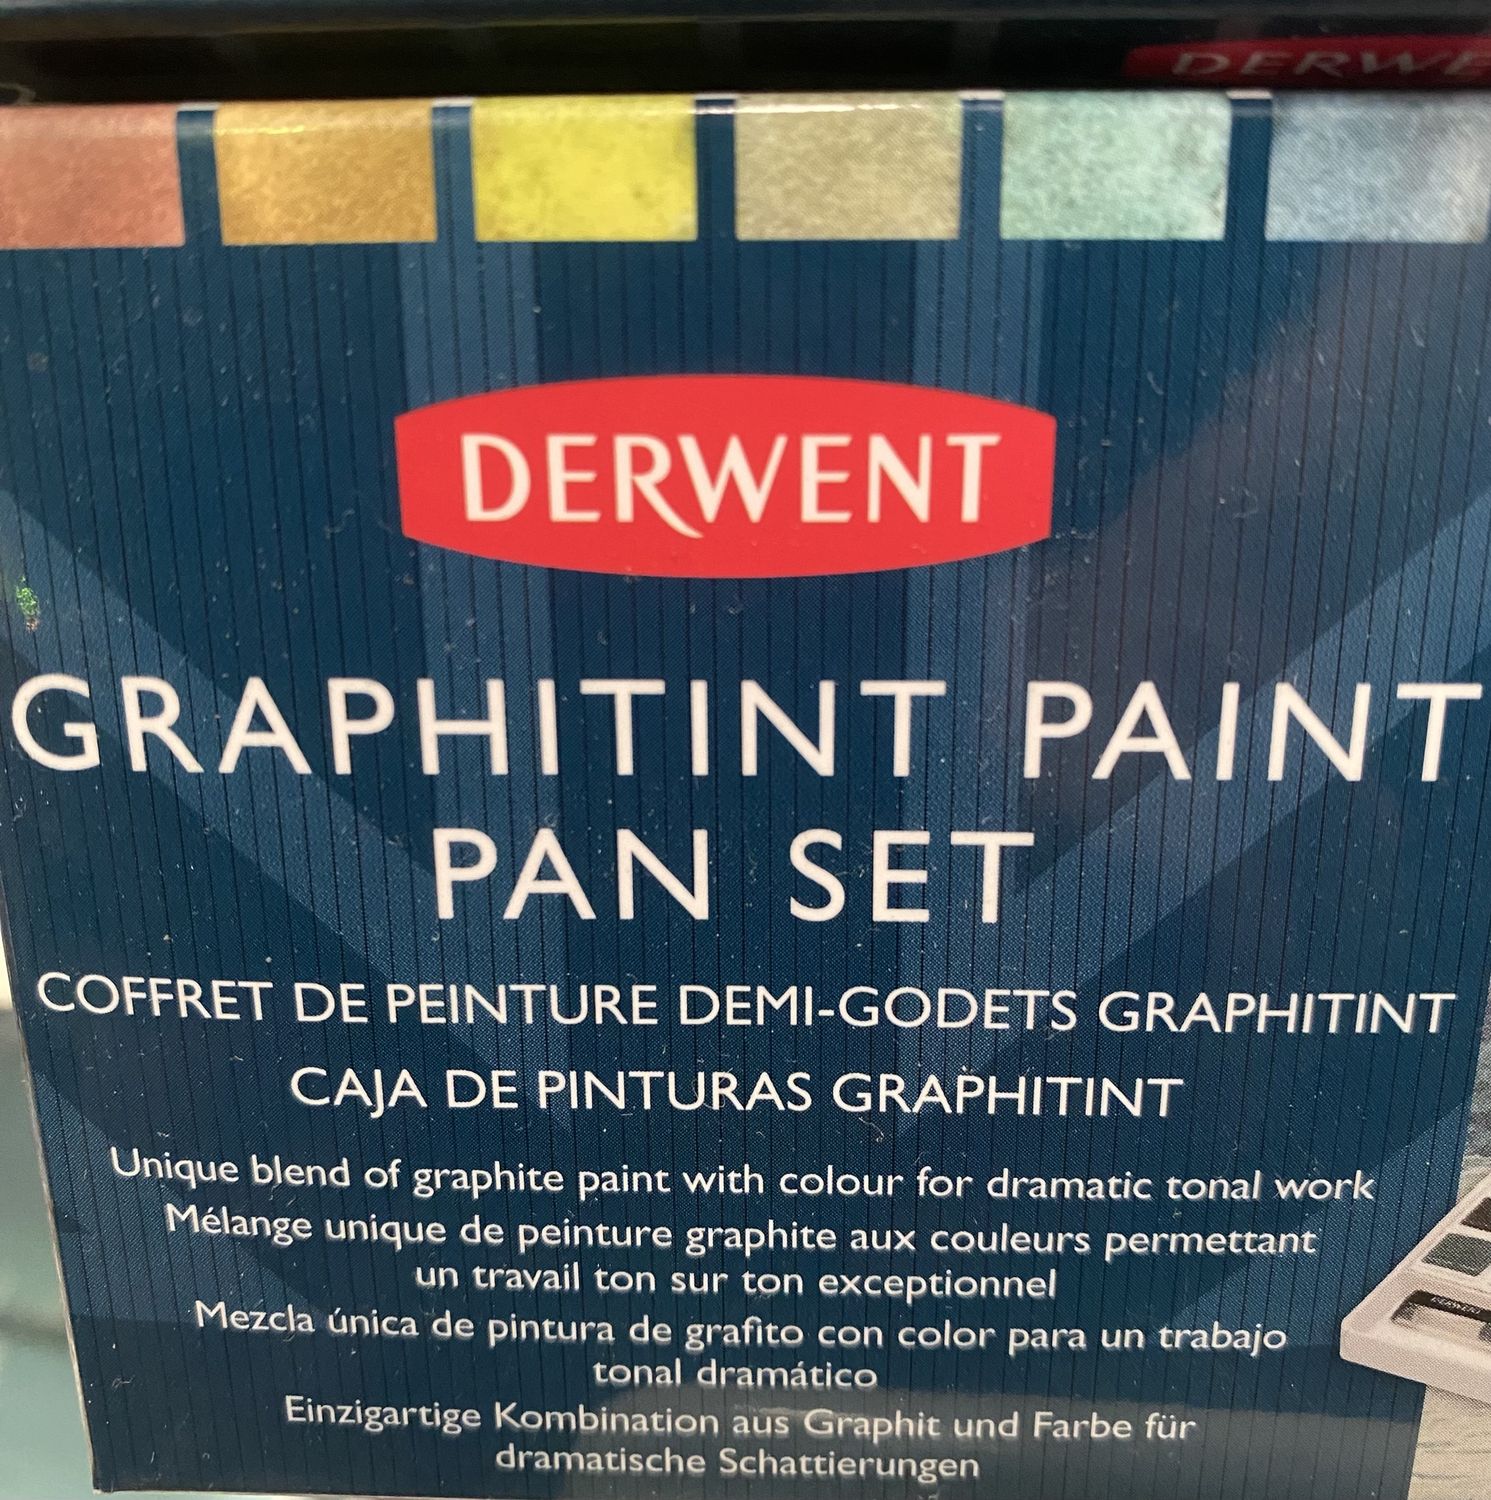 DERWE
DERWENT
GRAPHITINT PAINT
PAN SET
COFFRET DE PEINTURE DEMI-GODETS GRAPHITINT
CAJA DE PINTURAS GRAPHITINT
Unique blend of graphite paint with colour for dramatic tonal work
Mélange unique de peinture graphite aux couleurs permettant
un travail ton sur ton exceptionnel
Mezcla única de pintura de grafito con color para un trabajo
tonal dramático
Einzigartige Kombination aus Graphit und Farbe für
dramatische Schattierungen